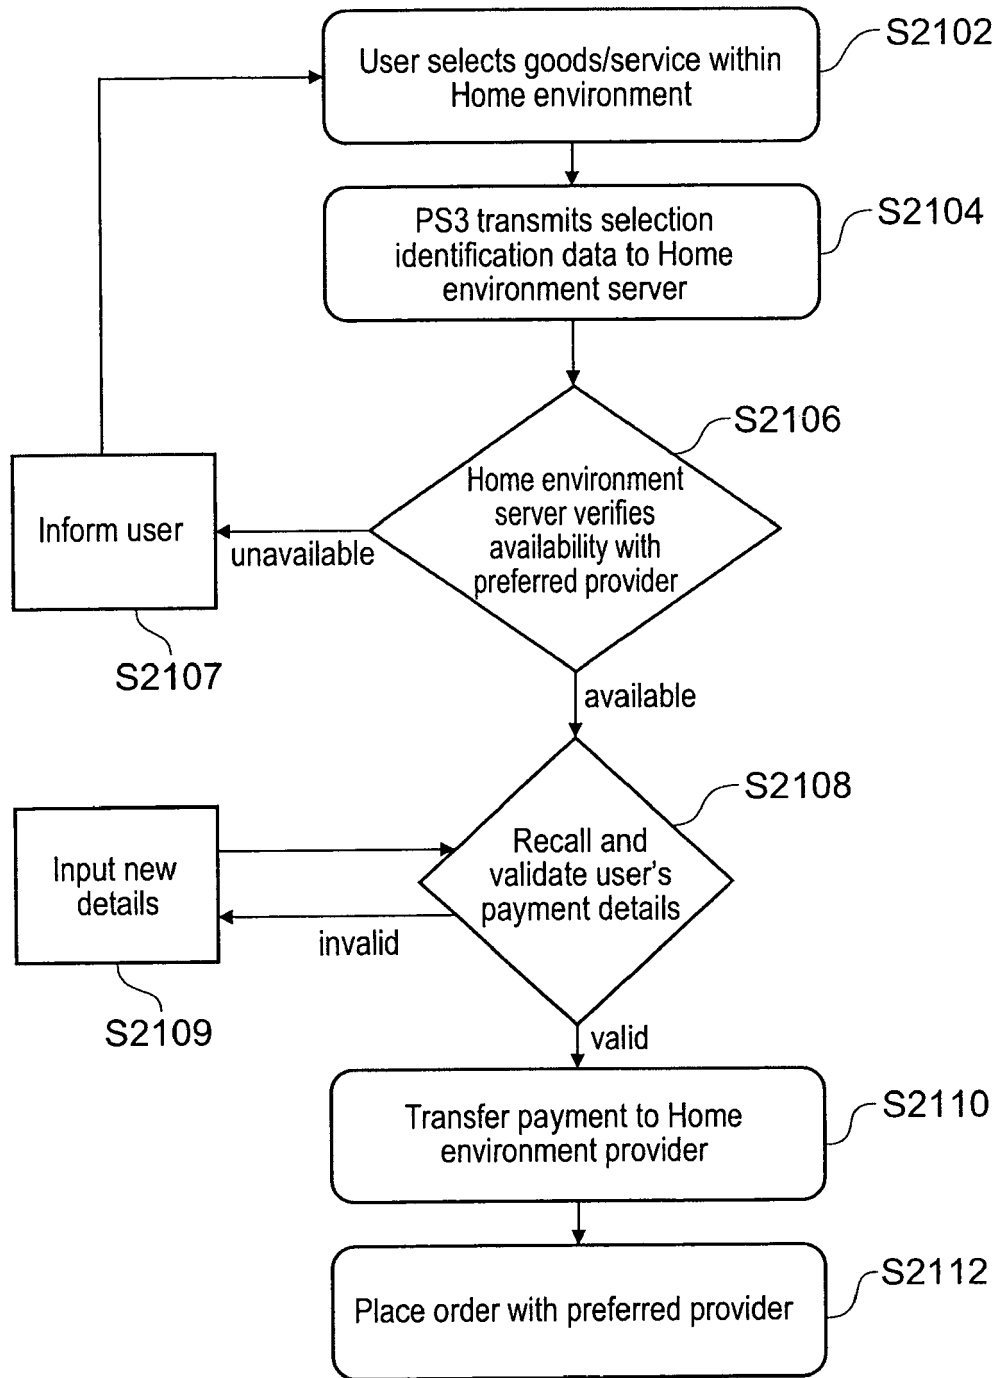 S2102
User selects goods/service within
Home environment
S2104
PS3 transmits selection
identification data to Home
environment server
S2106
Home environment
server verifies
availability with
preferred provider
Inform user
unavailable
S2107
available
S2108
Recall and
validate user's
payment details
Input new
details
invalid
S2109
valid
S2110
Transfer payment to Home
environment provider
S2112
Place order with preferred provider